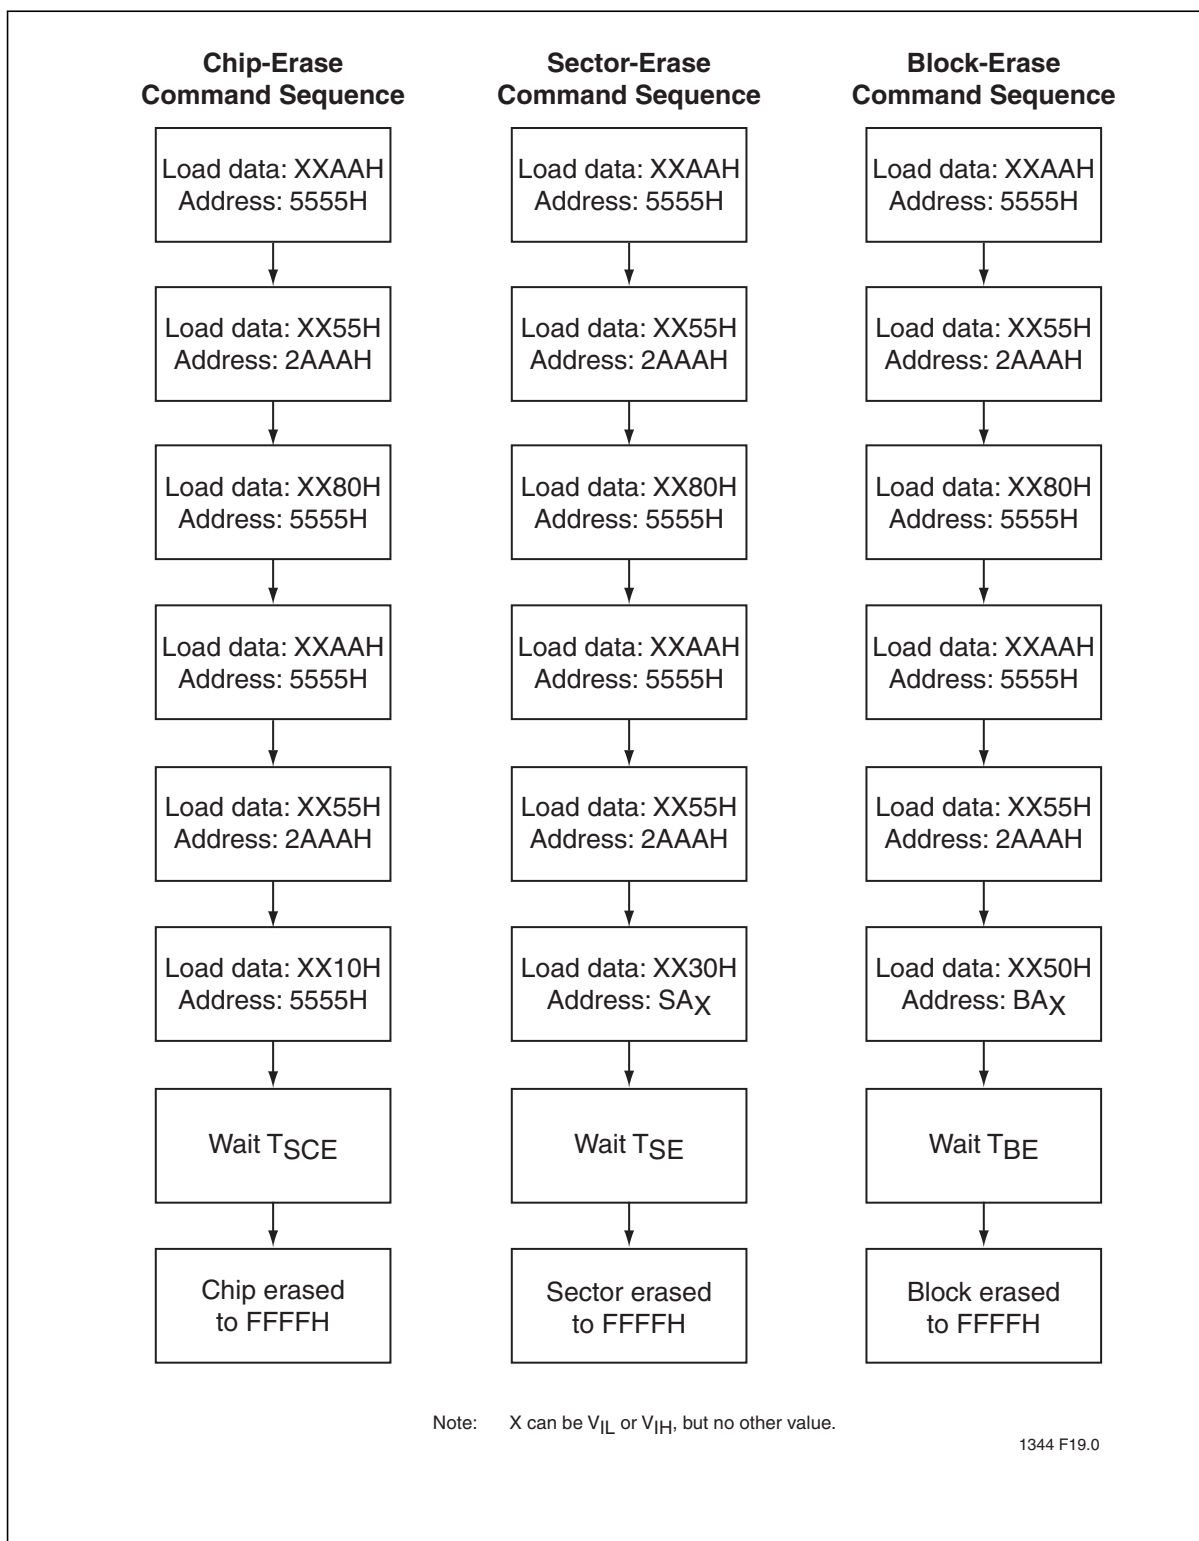 Chip-Erase
Command Sequence
Load data: XXAAH
Address: 5555H
Load data: XX55H
Address: 2AAAH
Load data: XX80H
Address: 5555H
Load data: XXAAH
Address: 5555H
Load data: XX55H
Address: 2AAAH
Load data: XX10H
Address: 5555H
Wait TSCE
Chip erased
to FFFFH
Sector-Erase
Command Sequence
Load data: XXAAH
Address: 5555H
Load data: XX55H
Address: 2AAAH
Load data: XX80H
Address: 5555H
Load data: XXAAH
Address: 5555H
Load data: XX55H
Address: 2AAAH
Load data: XX30H
Address: SAX
Wait TSE
Sector erased
to FFFFH
Block-Erase
Command Sequence
Load data: XXAAH
Address: 5555H
Load data: XX55H
Address: 2AAAH
Load data: XX80H
Address: 5555H
Load data: XXAAH
Address: 5555H
Load data: XX55H
Address: 2AAAH
Load data: XX50H
Address: BAX
Wait TBE
Block erased
to FFFFH
Note: X can be VIL or VIH, but no other value.
1344 F19.0